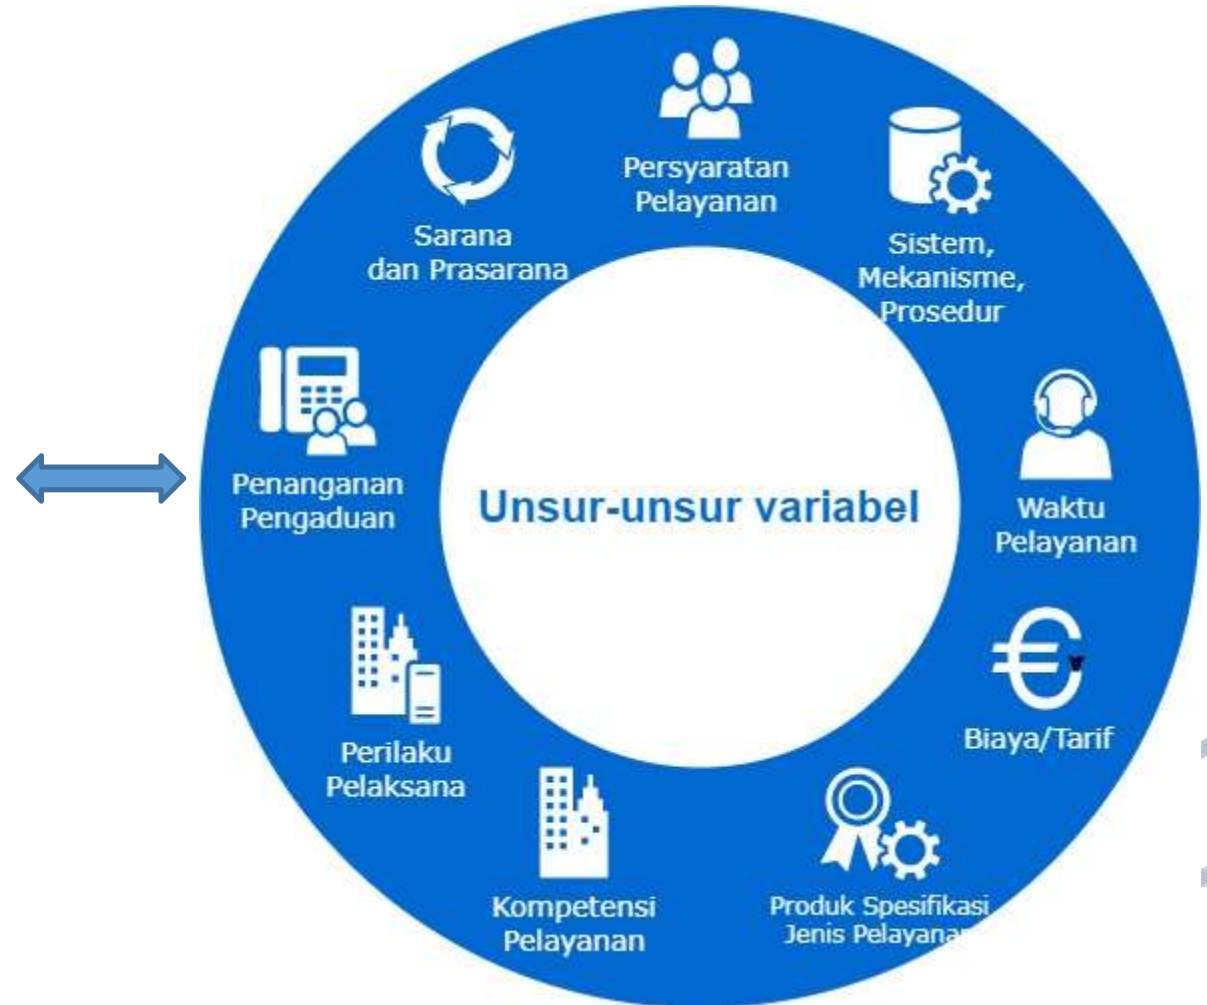 Persyaratan
Pelayanan
Sistem,
Mekanisme,
Prosedur
Waktu
Pelayanan
Biaya/Tarif
Produk Spesifikasi
Jenis Pelayanan
Kompetensi
Pelayanan
Perilaku
Pelaksana
Penanganan
Pengaduan
Sarana
dan Prasarana
Unsur-unsur variabel